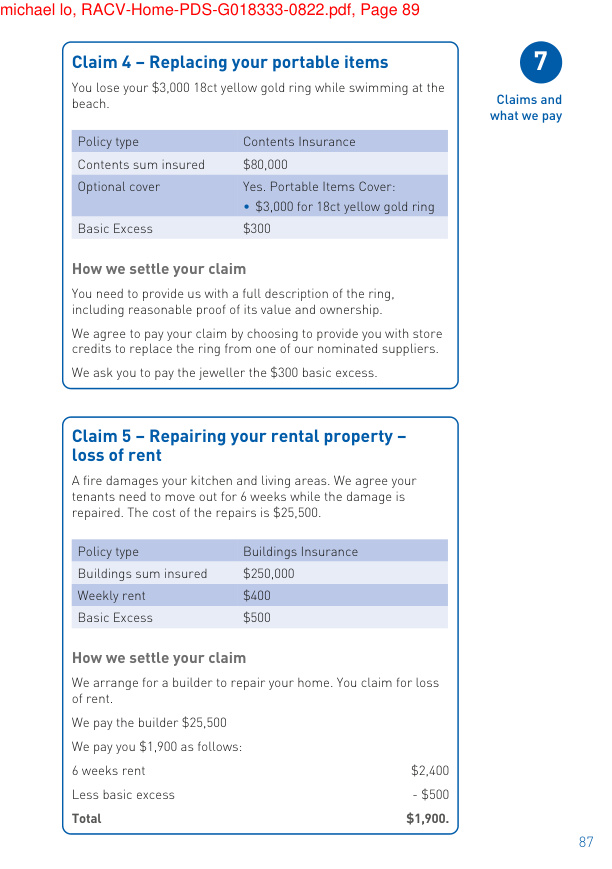 michael lo, RACV-Home-PDS-G018333-0822.pdf, Page 89
Claim 4 – Replacing your portable items
You lose your $3,000 18ct yellow gold ring while swimming at the
beach.
Policy type Contents Insurance
Contents sum insured $80,000
Optional cover Yes. Portable Items Cover:
• $3,000 for 18ct yellow gold ring
Basic Excess $300
How we settle your claim
You need to provide us with a full description of the ring,
including reasonable proof of its value and ownership.
We agree to pay your claim by choosing to provide you with store
credits to replace the ring from one of our nominated suppliers.
We ask you to pay the jeweller the $300 basic excess.
7
Claims and
what we pay
Claim 5 – Repairing your rental property –
loss of rent
A fire damages your kitchen and living areas. We agree your
tenants need to move out for 6 weeks while the damage is
repaired. The cost of the repairs is $25,500.
Policy type Buildings Insurance
Buildings sum insured $250,000
Weekly rent $400
Basic Excess $500
How we settle your claim
We arrange for a builder to repair your home. You claim for loss
of rent.
We pay the builder $25,500
We pay you $1,900 as follows:
6 weeks rent $2,400
Less basic excess - $500
Total $1,900.
87